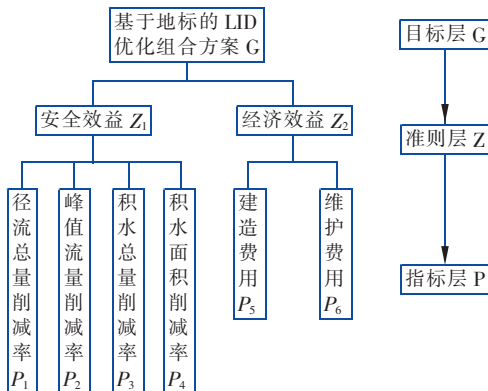 基于地标的 LID
优化组合方案 G
目标层 G
安全效益 Z₁
经济效益 Z₂
准则层 Z
径流总量削减率 P₁
峰值流量削减率 P₂
积水总量削减率 P₃
积水面积削减率 P₄
建造费用 P₅
维护费用 P₆
指标层 P